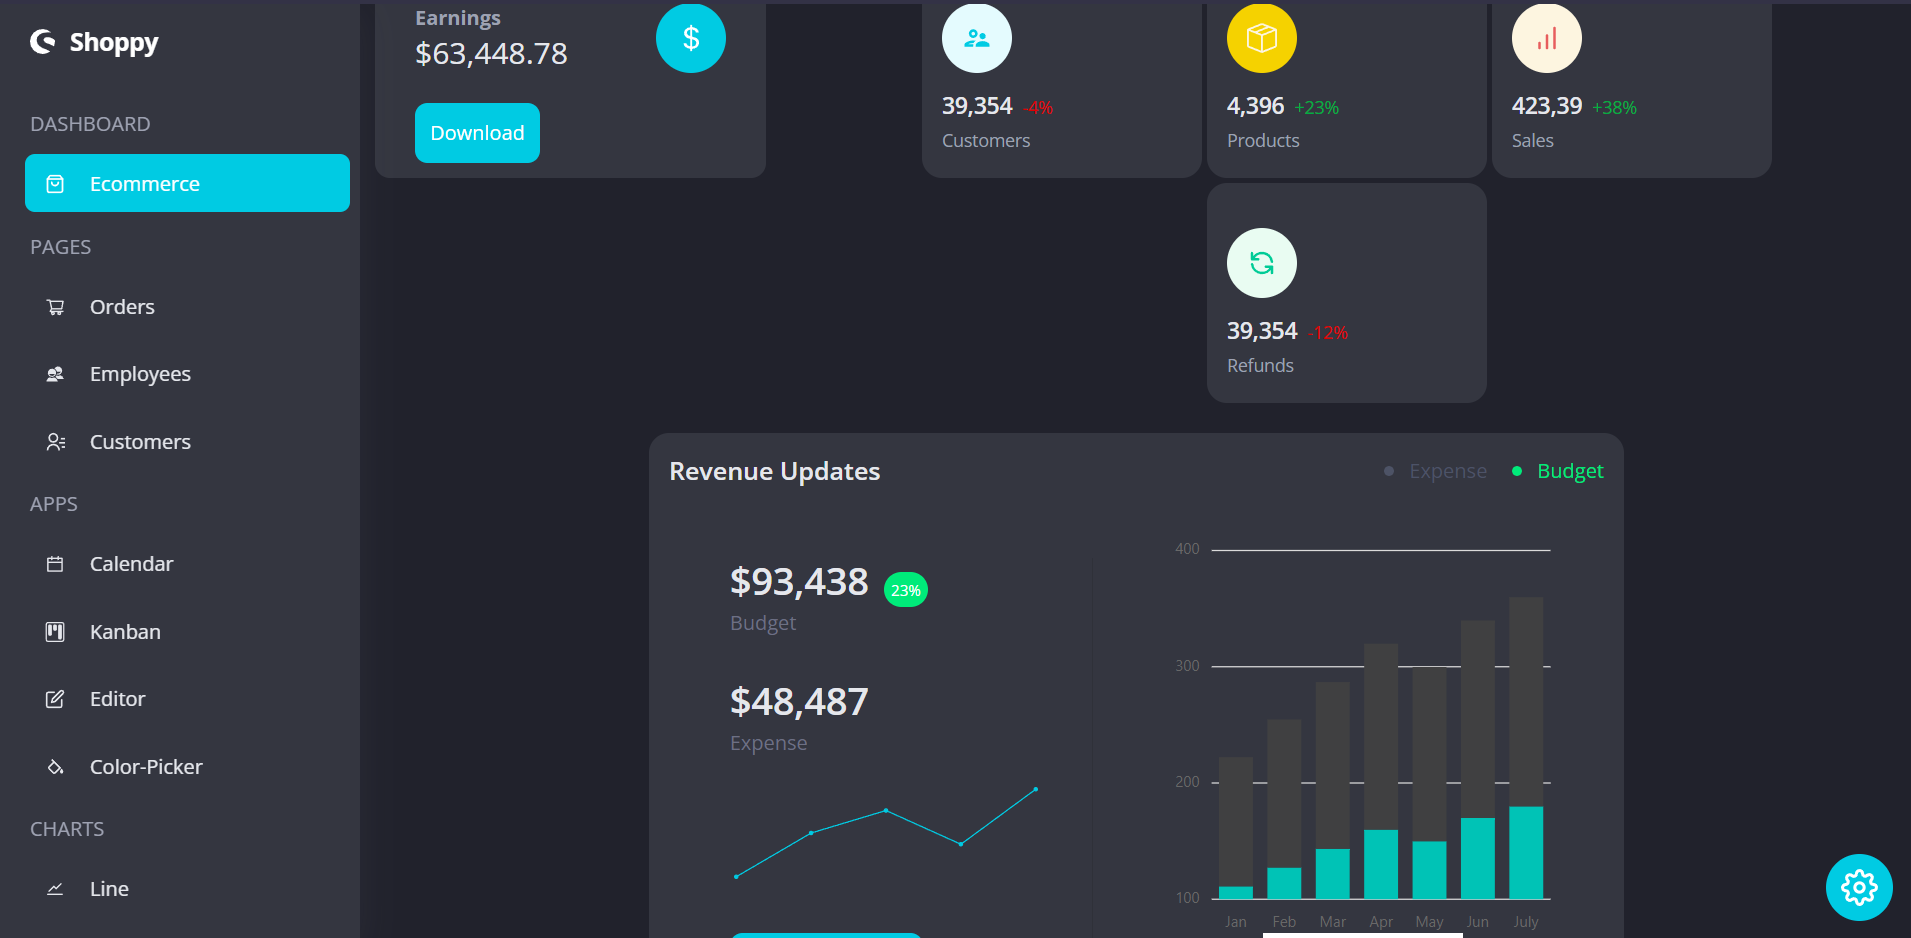 Shoppy
DASHBOARD
Ecommerce
PAGES
Orders
Employees
Customers
APPS
Calendar
Kanban
Editor
Color-Picker
CHARTS
Line
Earnings
$63,448.78
$
Download
39,354 -4%
Customers
4,396 +23%
Products
423,39 +38%
Sales
39,354 -12%
Refunds
Revenue Updates
Expense
Budget
$93,438 23%
Budget
$48,487
Expense
400
300
200
100
Jan Feb Mar Apr May Jun July